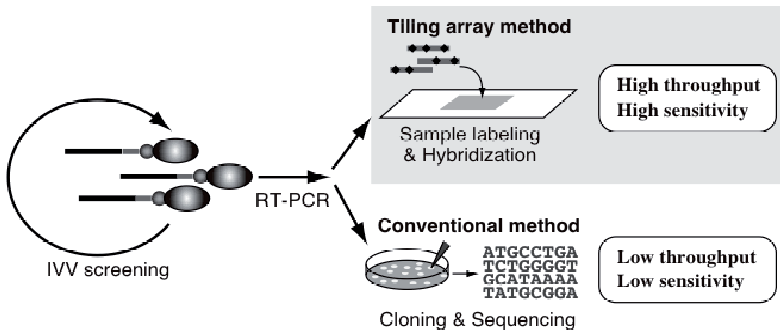 Tiling array method
High throughput
High sensitivity
Sample labeling
& Hybridization
RT-PCR
IVV screening
Conventional method
ATGCCTGA
TCTGGGGT
GCATAAAA
TATGCGGA
Low throughput
Low sensitivity
Cloning & Sequencing